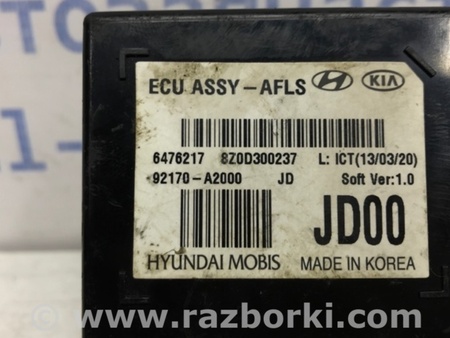 ECU ASSY-AFLS HYUNDAI KIA
6476217 8Z0D300237 L: ICT(13/03/20)
92170-A2000 JD Soft Ver:1.0
JD00
HYUNDAI MOBIS MADE IN KOREA
© www.razborki.com